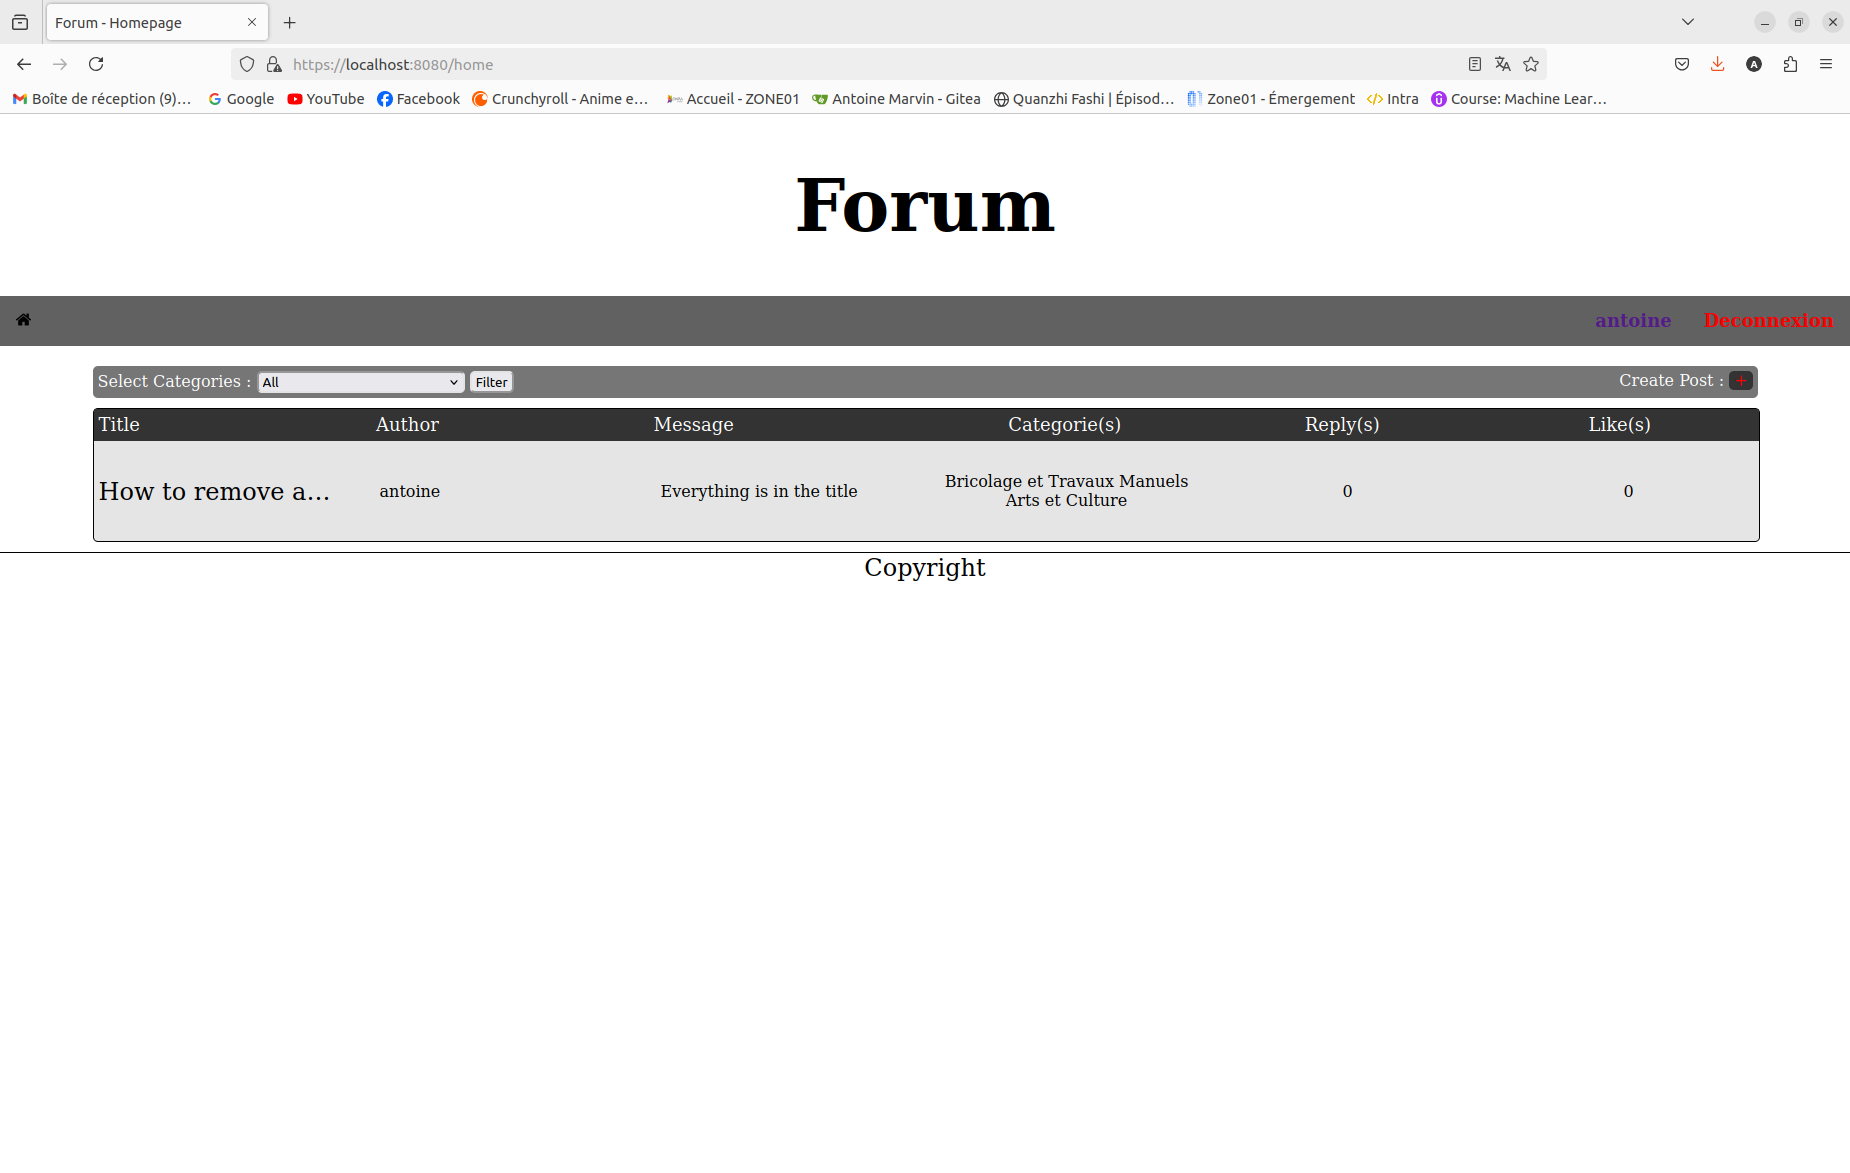 Forum - Homepage
https://localhost:8080/home
A
Boîte de réception (9)… Google YouTube Facebook Crunchyroll - Anime e… Accueil - ZONE01 Antoine Marvin - Gitea Quanzhi Fashi | Épisod… Zone01 - Émergement Intra Course: Machine Lear…
Forum
antoine Deconnexion
Select Categories : All Filter Create Post : +
Title Author Message Categorie(s) Reply(s) Like(s)
How to remove a... antoine Everything is in the title Bricolage et Travaux Manuels 0 0
Arts et Culture
Copyright